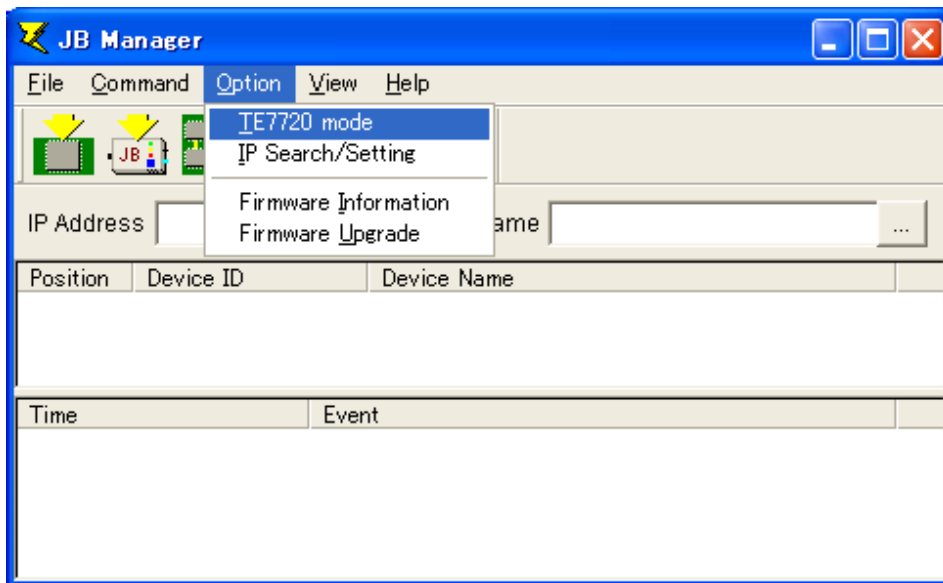 JB Manager
File Command Option View Help
TE7720 mode
IP Search/Setting
Firmware Information
Firmware Upgrade
JB
IP Address ame ...
Position Device ID Device Name
Time Event